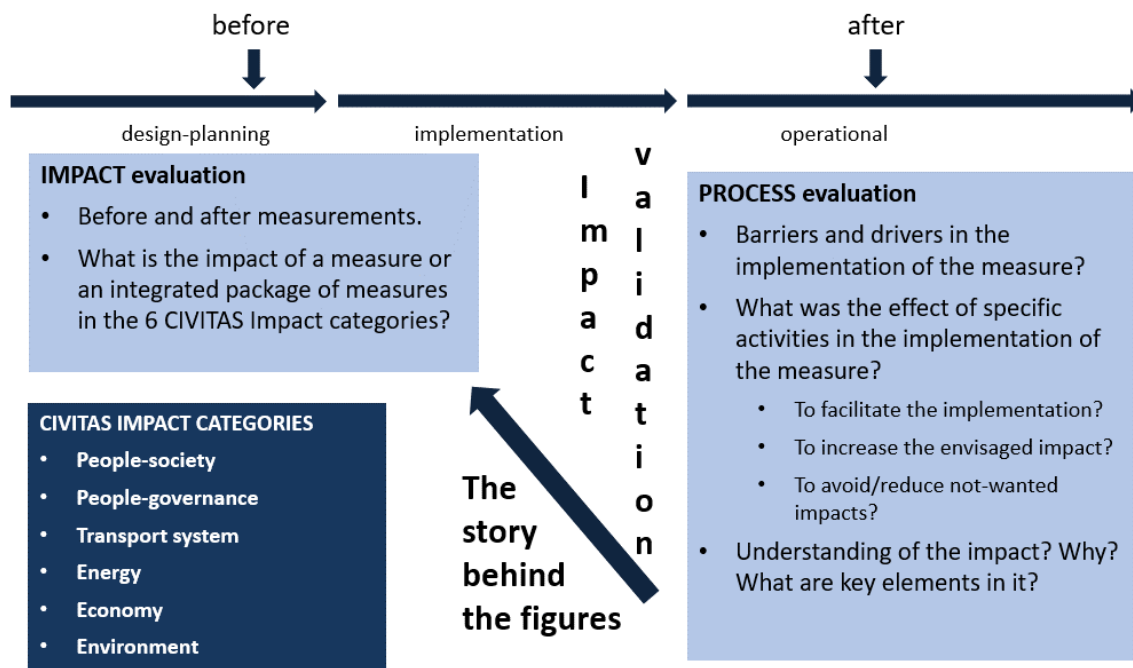 before
after
design-planning
implementation
operational
IMPACT evaluation
• Before and after measurements.
• What is the impact of a measure or
an integrated package of measures
in the 6 CIVITAS Impact categories?
CIVITAS IMPACT CATEGORIES
• People-society
• People-governance
• Transport system
• Energy
• Economy
• Environment
Impact
validation
The
story
behind
the figures
PROCESS evaluation
• Barriers and drivers in the
implementation of the measure?
• What was the effect of specific
activities in the implementation of
the measure?
• To facilitate the implementation?
• To increase the envisaged impact?
• To avoid/reduce not-wanted
impacts?
• Understanding of the impact? Why?
What are key elements in it?